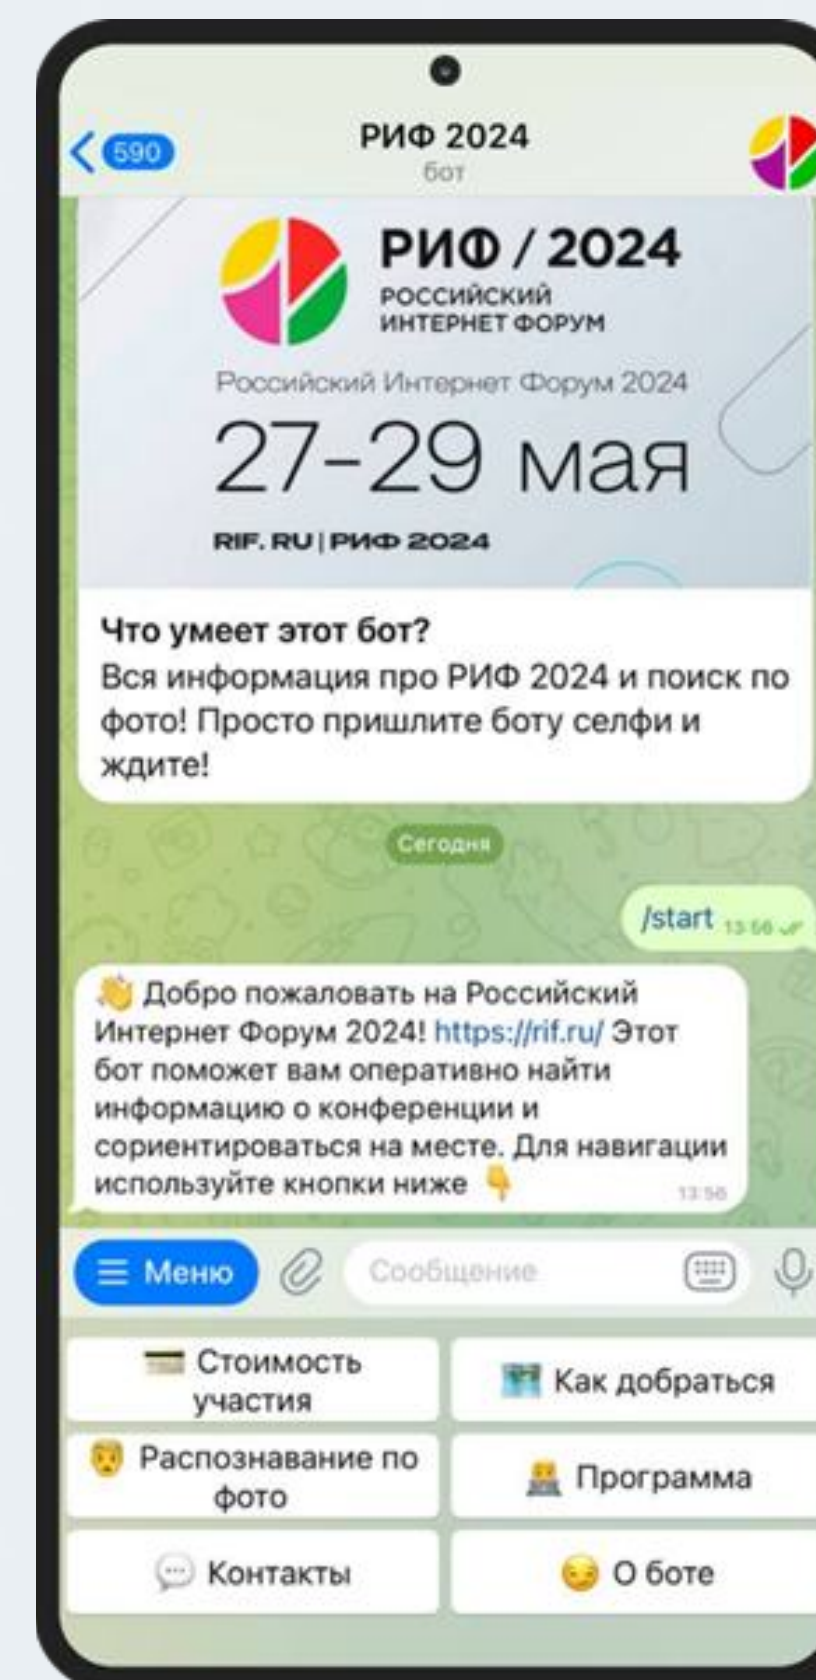 590
РИФ 2024
бот
РИФ / 2024
РОССИЙСКИЙ
ИНТЕРНЕТ ФОРУМ
Российский Интернет Форум 2024
27-29 мая
RIF. RU | РИФ 2024
Что умеет этот бот?
Вся информация про РИФ 2024 и поиск по
фото! Просто пришлите боту селфи и
ждите!
Сегодня
/start 13:56
👋 Добро пожаловать на Российский
Интернет Форум 2024! https://rif.ru/ Этот
бот поможет вам оперативно найти
информацию о конференции и
сориентироваться на месте. Для навигации
используйте кнопки ниже 👇
13:56
Меню
Сообщение
Стоимость
участия
Как добраться
Распознавание по
фото
Программа
Контакты
О боте